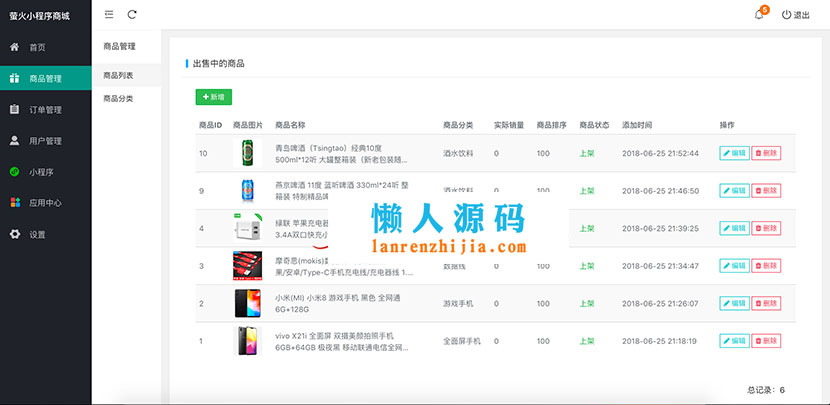 萤火小程序商城
5
退出
首页
商品管理
订单管理
用户管理
小程序
应用中心
设置
商品管理
商品列表
商品分类
出售中的商品
新增
商品ID 商品图片 商品名称 商品分类 实际销量 商品排序 商品状态 添加时间 操作
10 青岛啤酒（Tsingtao）经典10度
500ml*12听 大罐整箱装（新老包装随... 酒水饮料 0 100 上架 2018-06-25 21:52:44 编辑 删除
9 燕京啤酒 11度 蓝听啤酒 330ml*24听 整
箱装 特制精品啤 酒水饮料 0 100 上架 2018-06-25 21:46:50 编辑 删除
4 绿联 苹果充电器
3.4A双口快充 上架 2018-06-25 21:39:25 编辑 删除
懒人源码
lanrenzhijia.com
3 摩奇思(mokis)
果/安卓/Type-C手机充电线/充电器线 1.... 数据线 0 100 上架 2018-06-25 21:34:47 编辑 删除
2 小米(MI) 小米8 游戏手机 黑色 全网通
6G+128G 游戏手机 0 100 上架 2018-06-25 21:26:07 编辑 删除
1 vivo X21i 全面屏 双摄美颜拍照手机
6GB+64GB 极夜黑 移动联通电信全网... 全面屏手机 0 100 上架 2018-06-25 21:18:19 编辑 删除
总记录：6